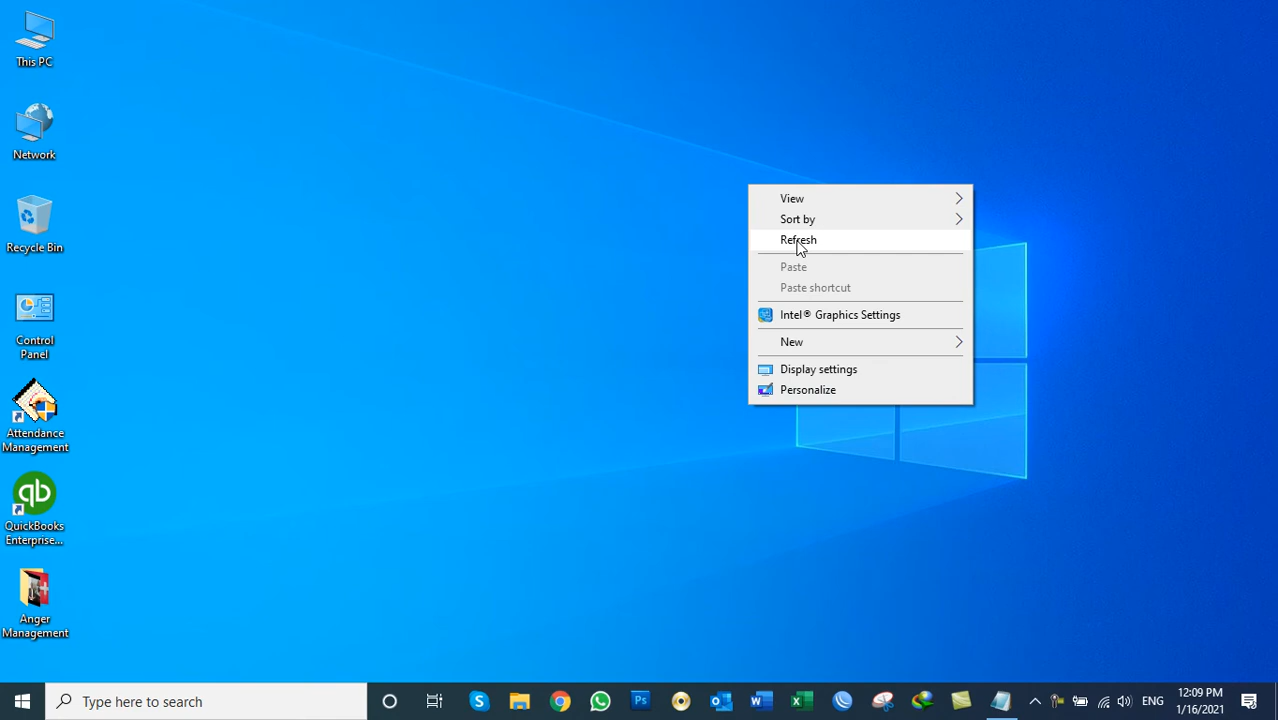 This PC
Network
Recycle Bin
Control
Panel
Attendance
Management
qb
QuickBooks
Enterprise...
Anger
Management
View
Sort by
Refresh
Paste
Paste shortcut
Intel® Graphics Settings
New
Display settings
Personalize
Type here to search
Ps
ENG
12:09 PM
1/16/2021